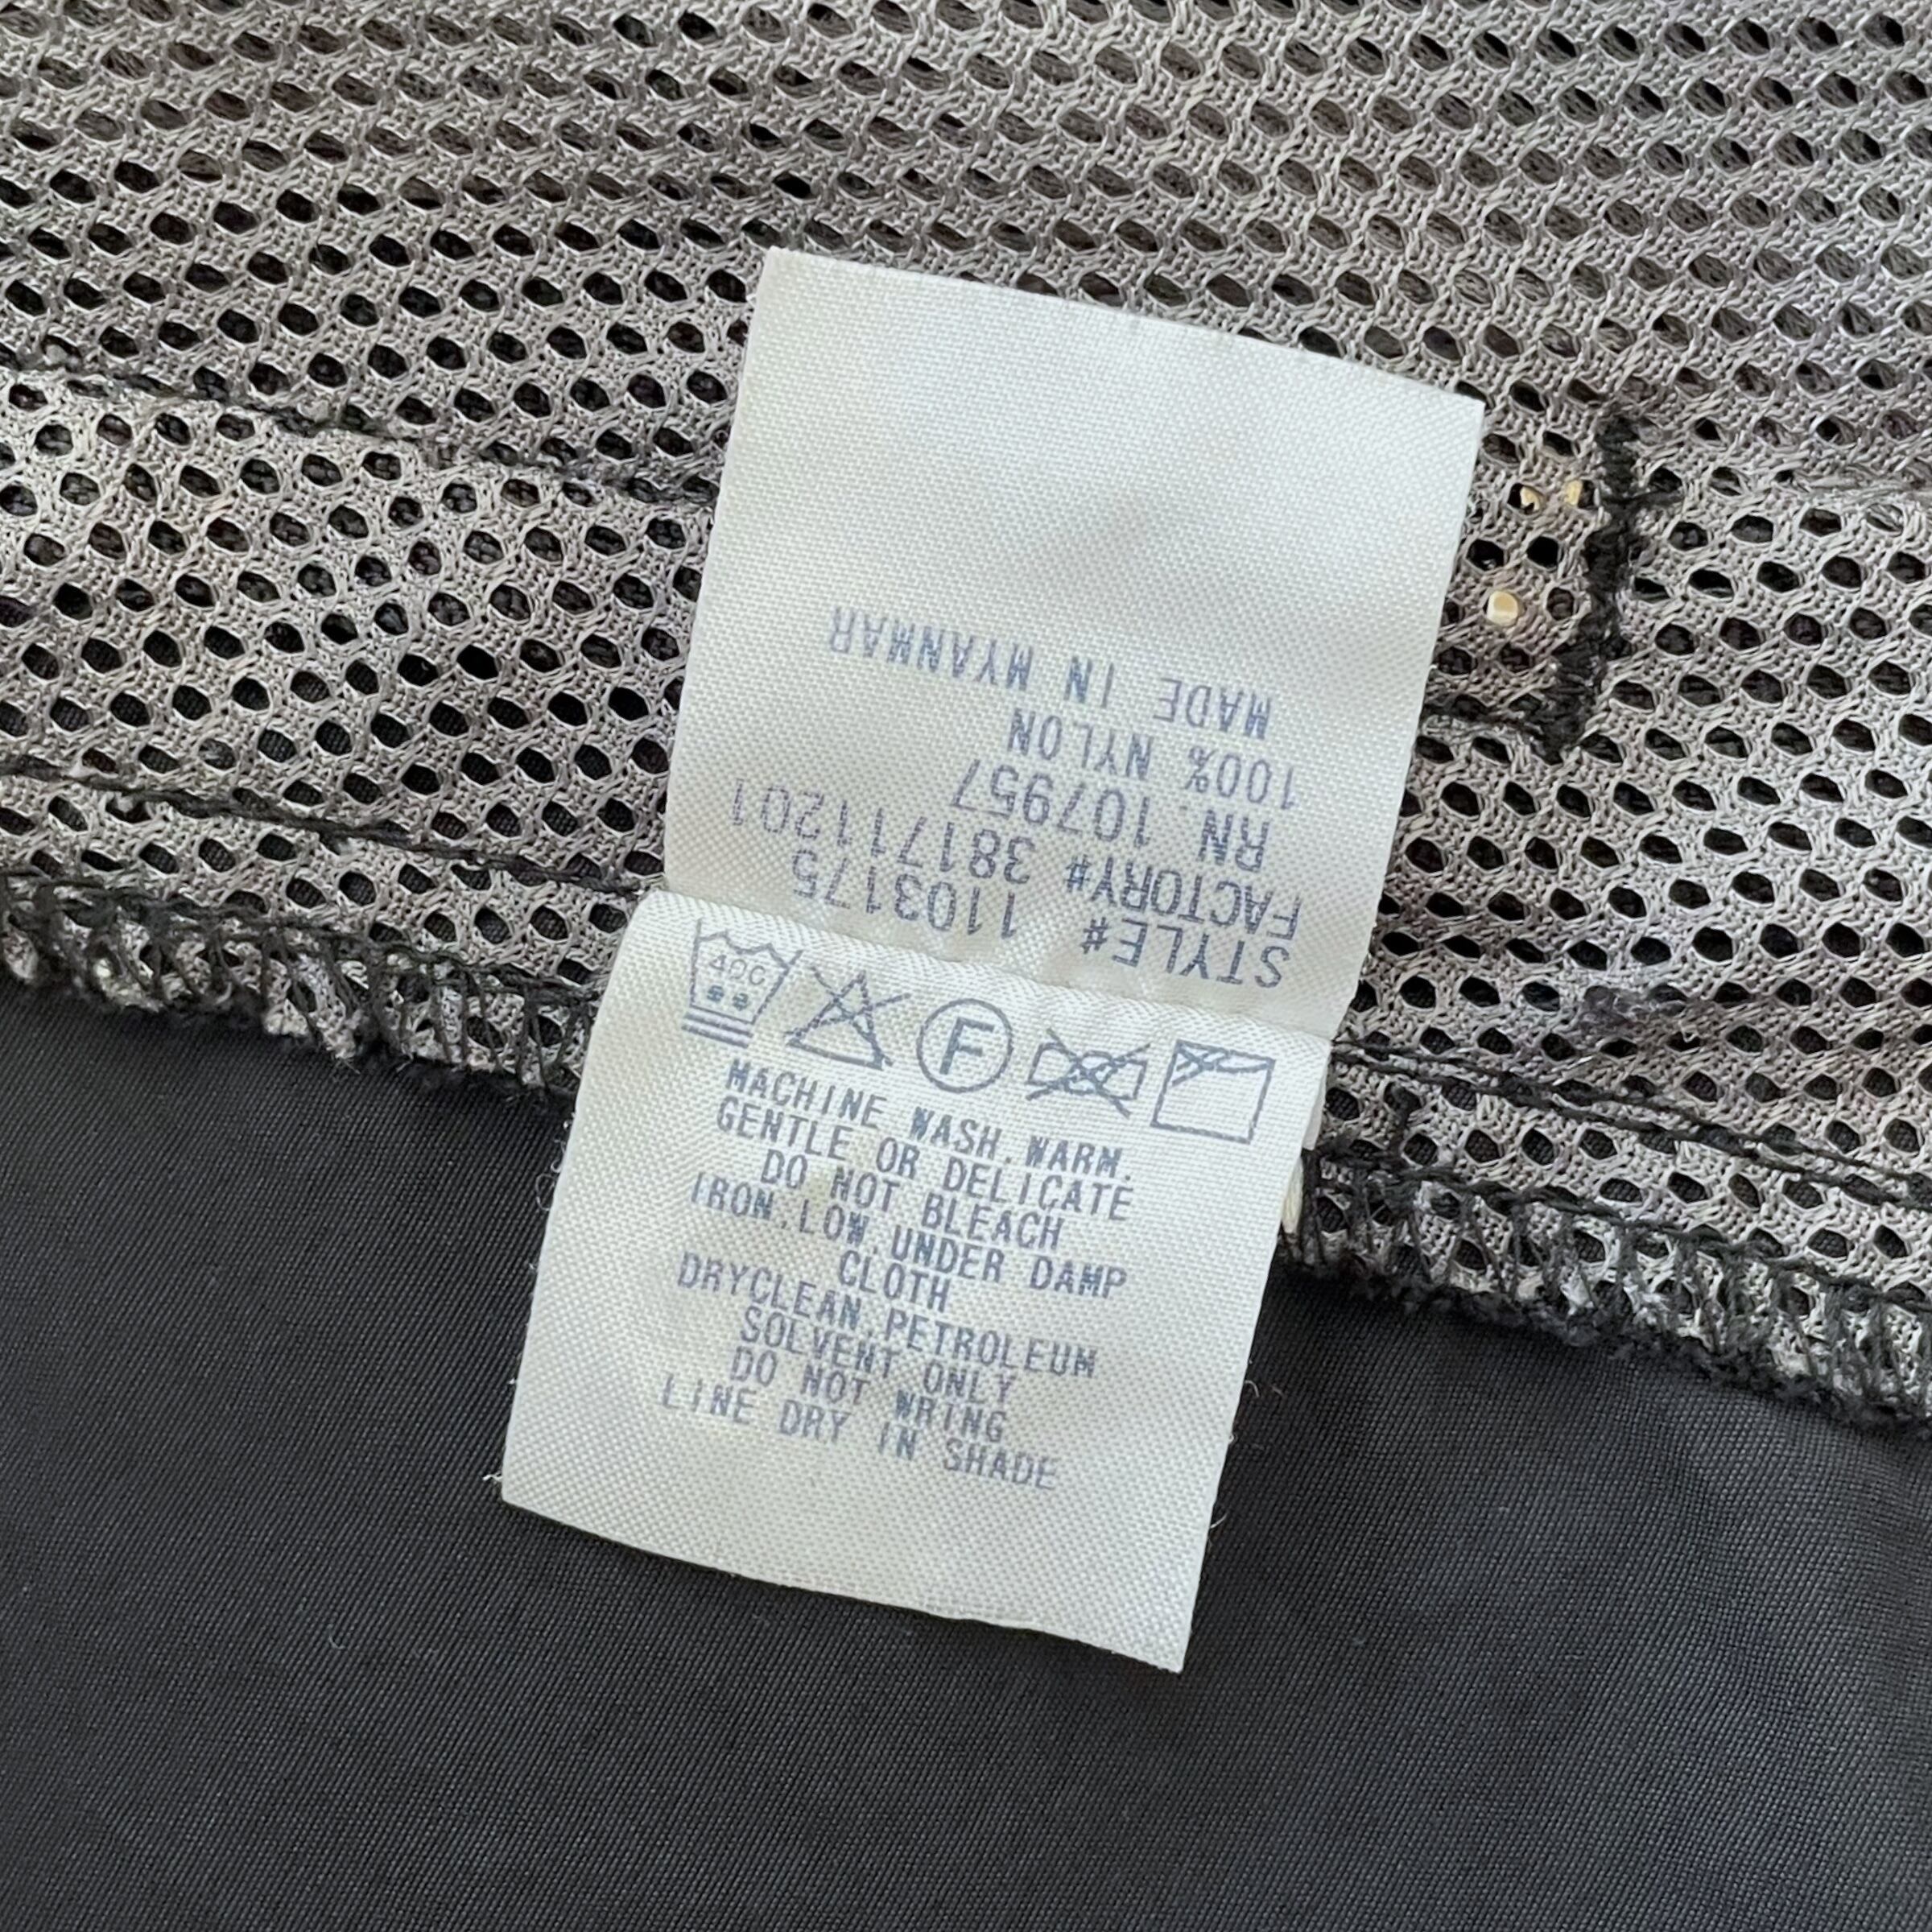 STYLE# 1103175
FACTORY# 381711201
RN 107957
100% NYLON
MADE IN MYANMAR
40C F
MACHINE WASH.WARM.
GENTLE OR DELICATE
DO NOT BLEACH
IRON.LOW.UNDER DAMP
CLOTH
DRYCLEAN.PETROLEUM
SOLVENT ONLY
DO NOT WRING
LINE DRY IN SHADE